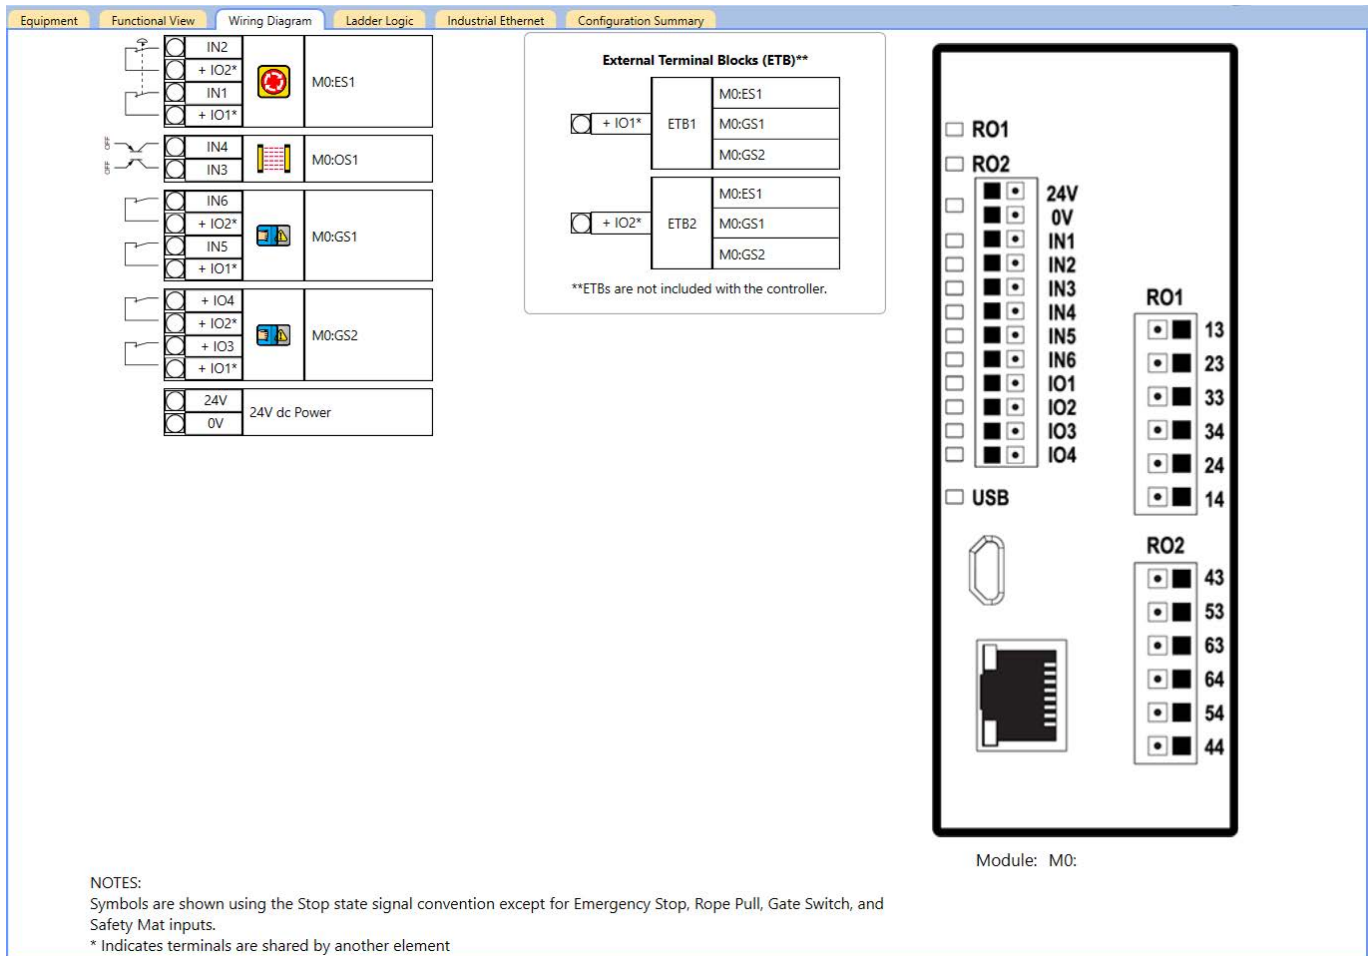 Equipment
Functional View
Wiring Diagram
Ladder Logic
Industrial Ethernet
Configuration Summary
IN2
+ IO2*
IN1
+ IO1*
M0:ES1
OFF
OFF
IN4
IN3
M0:OS1
IN6
+ IO2*
IN5
+ IO1*
M0:GS1
+ IO4
+ IO2*
+ IO3
+ IO1*
M0:GS2
24V
0V
24V dc Power
External Terminal Blocks (ETB)**
+ IO1*
ETB1
M0:ES1
M0:GS1
M0:GS2
+ IO2*
ETB2
M0:ES1
M0:GS1
M0:GS2
**ETBs are not included with the controller.
RO1
RO2
24V
0V
IN1
IN2
IN3
IN4
IN5
IN6
IO1
IO2
IO3
IO4
USB
RO1
13
23
33
34
24
14
RO2
43
53
63
64
54
44
Module: M0:
NOTES:
Symbols are shown using the Stop state signal convention except for Emergency Stop, Rope Pull, Gate Switch, and
Safety Mat inputs.
* Indicates terminals are shared by another element